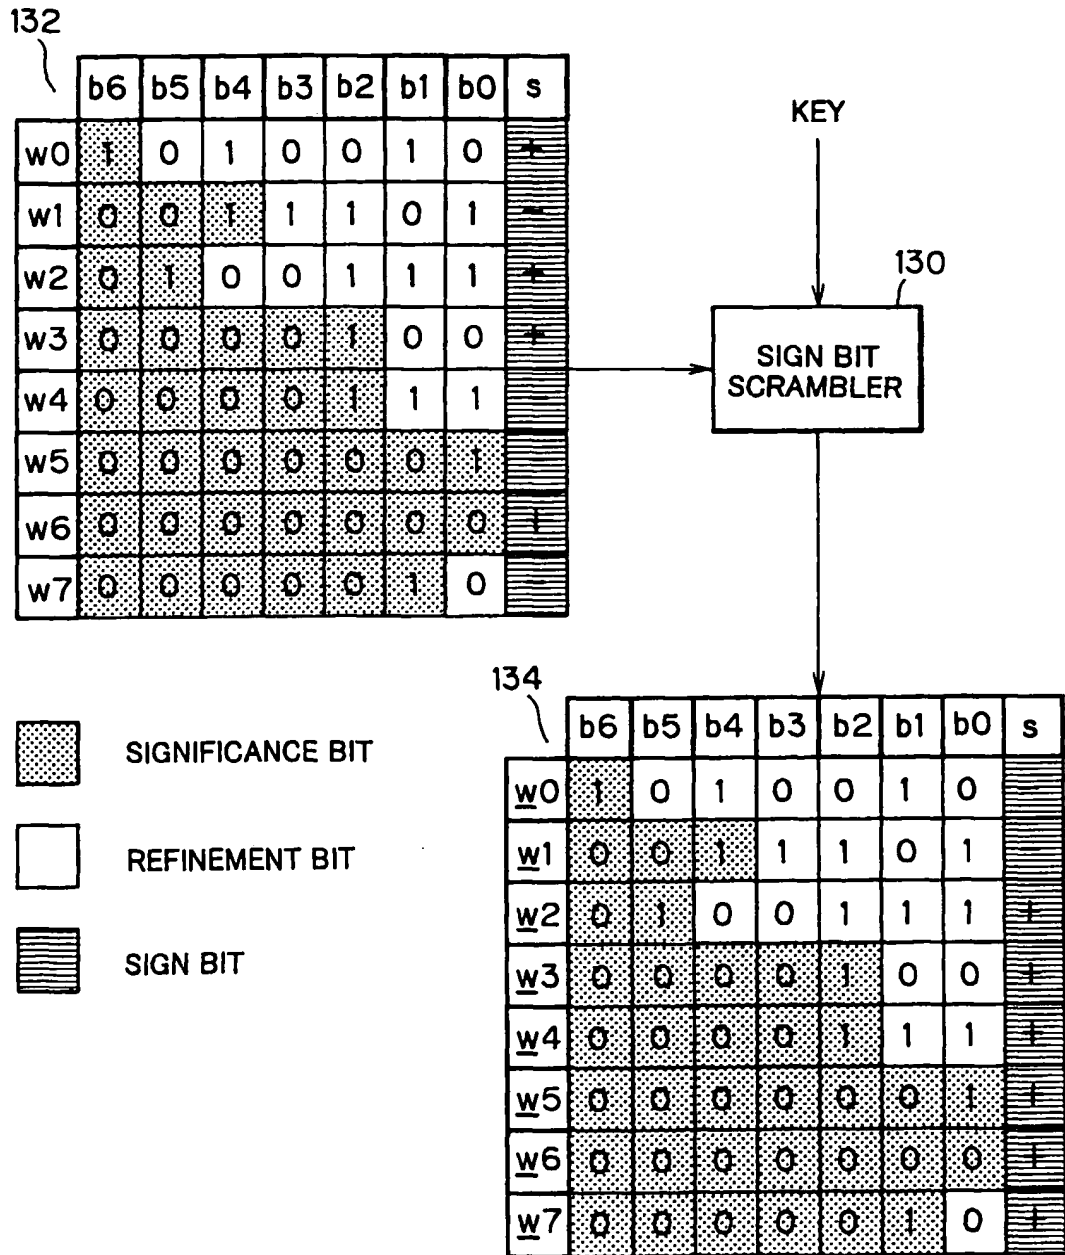 132
b6 b5 b4 b3 b2 b1 b0 s
w0 1 0 1 0 0 1 0 +
w1 0 0 1 1 1 0 1 -
w2 0 1 0 0 1 1 1 +
w3 0 0 0 0 1 0 0 +
w4 0 0 0 0 1 1 1
w5 0 0 0 0 0 0 1
w6 0 0 0 0 0 0 0 +
w7 0 0 0 0 0 1 0
KEY
130
SIGN BIT
SCRAMBLER
SIGNIFICANCE BIT
REFINEMENT BIT
SIGN BIT
134
b6 b5 b4 b3 b2 b1 b0 s
w0 1 0 1 0 0 1 0
w1 0 0 1 1 1 0 1
w2 0 1 0 0 1 1 1 +
w3 0 0 0 0 1 0 0 +
w4 0 0 0 0 1 1 1 +
w5 0 0 0 0 0 0 1 +
w6 0 0 0 0 0 0 0 +
w7 0 0 0 0 0 1 0 +